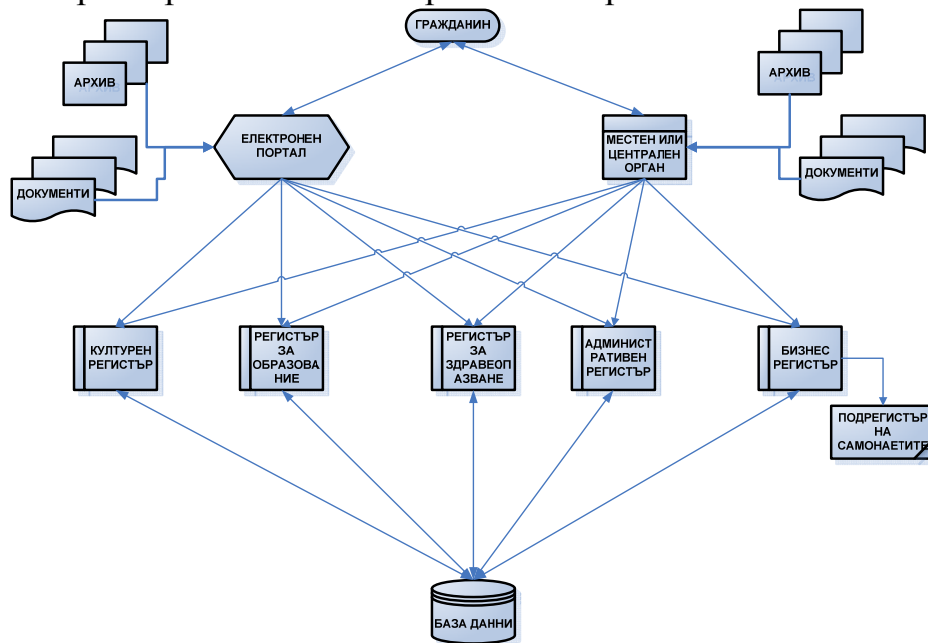 ГРАЖДАНИН
АРХИВ
АРХИВ
ЕЛЕКТРОНЕН
ПОРТАЛ
МЕСТЕН ИЛИ
ЦЕНТРАЛЕН
ОРГАН
ДОКУМЕНТИ
ДОКУМЕНТИ
КУЛТУРЕН
РЕГИСТЪР
РЕГИСТЪР
ЗА
ОБРАЗОВА
НИЕ
РЕГИСТЪР
ЗА
ЗДРАВЕОП
АЗВАНЕ
АДМИНИСТ
РАТИВЕН
РЕГИСТЪР
БИЗНЕС
РЕГИСТЪР
ПОДРЕГИСТЪР
НА
САМОНАЕТИТЕ
БАЗА ДАННИ